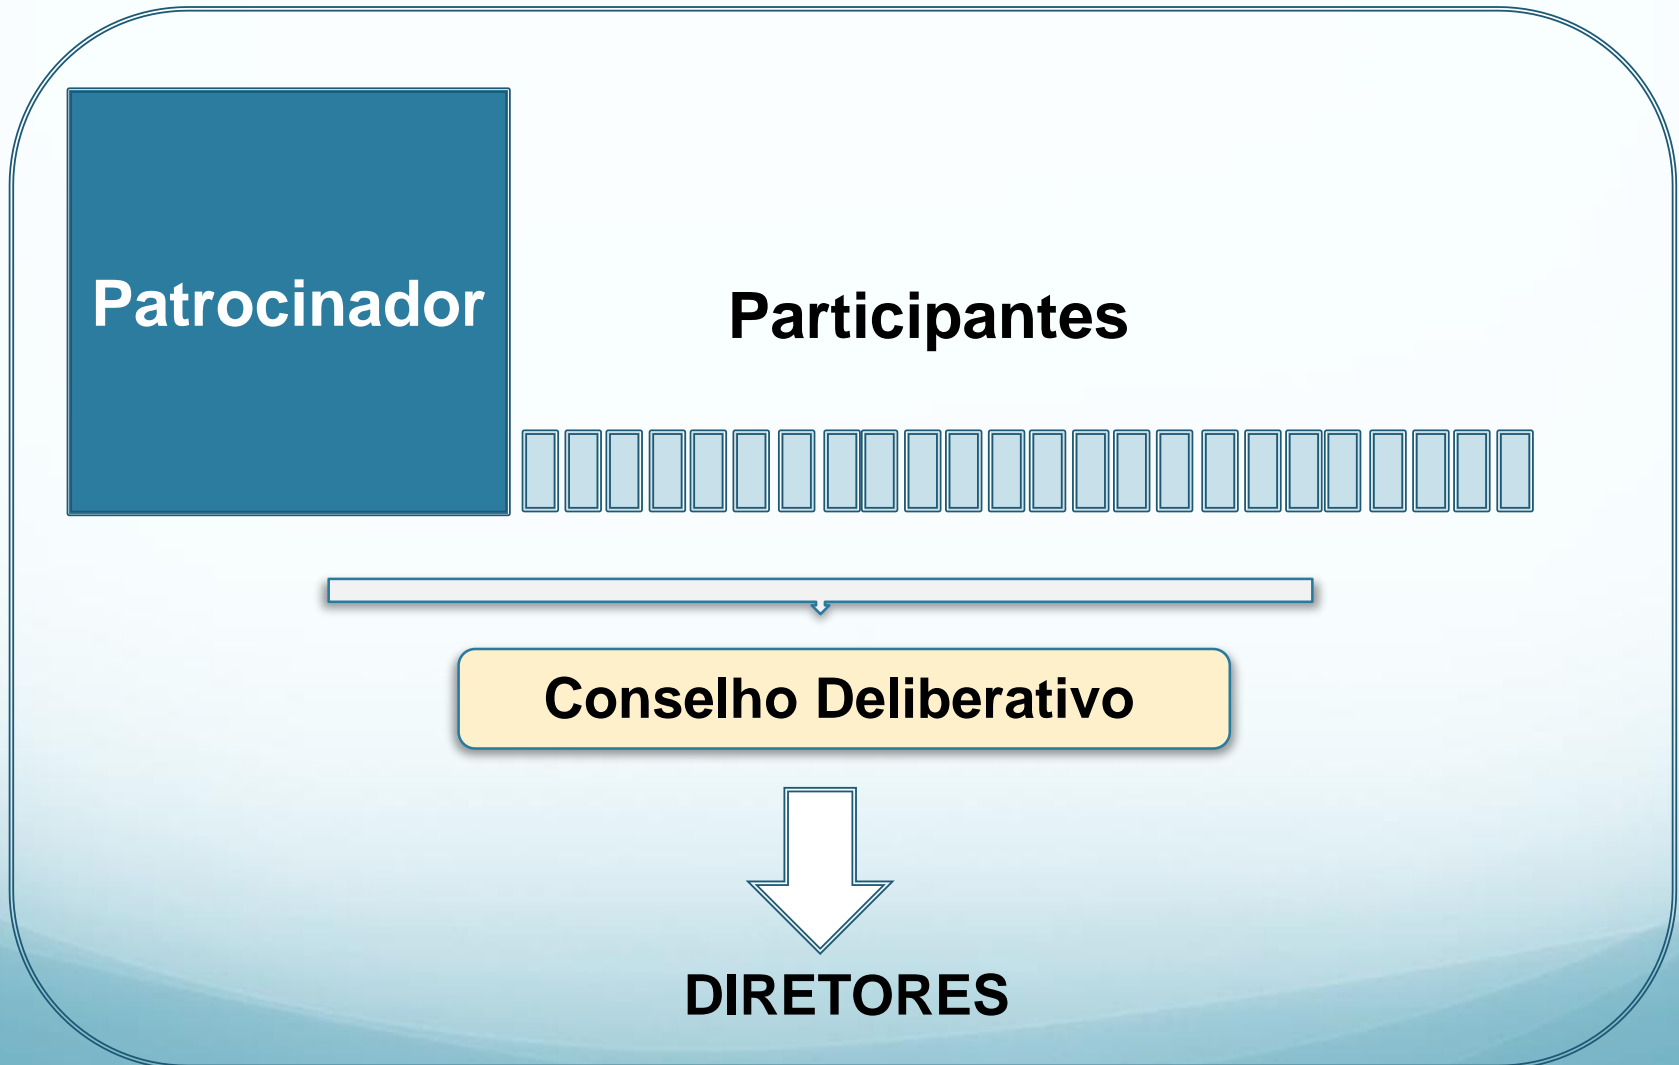 Patrocinador
Participantes
Conselho Deliberativo
DIRETORES